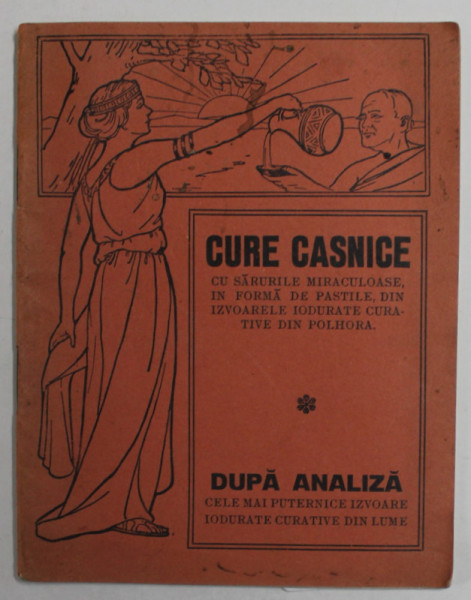 CURE CASNICE
CU SĂRURILE MIRACULOASE,
IN FORMĂ DE PASTILE, DIN
IZVOARELE IODURATE CURA-
TIVE DIN POLHORA.
DUPĂ ANALIZĂ
CELE MAI PUTERNICE IZVOARE
IODURATE CURATIVE DIN LUME